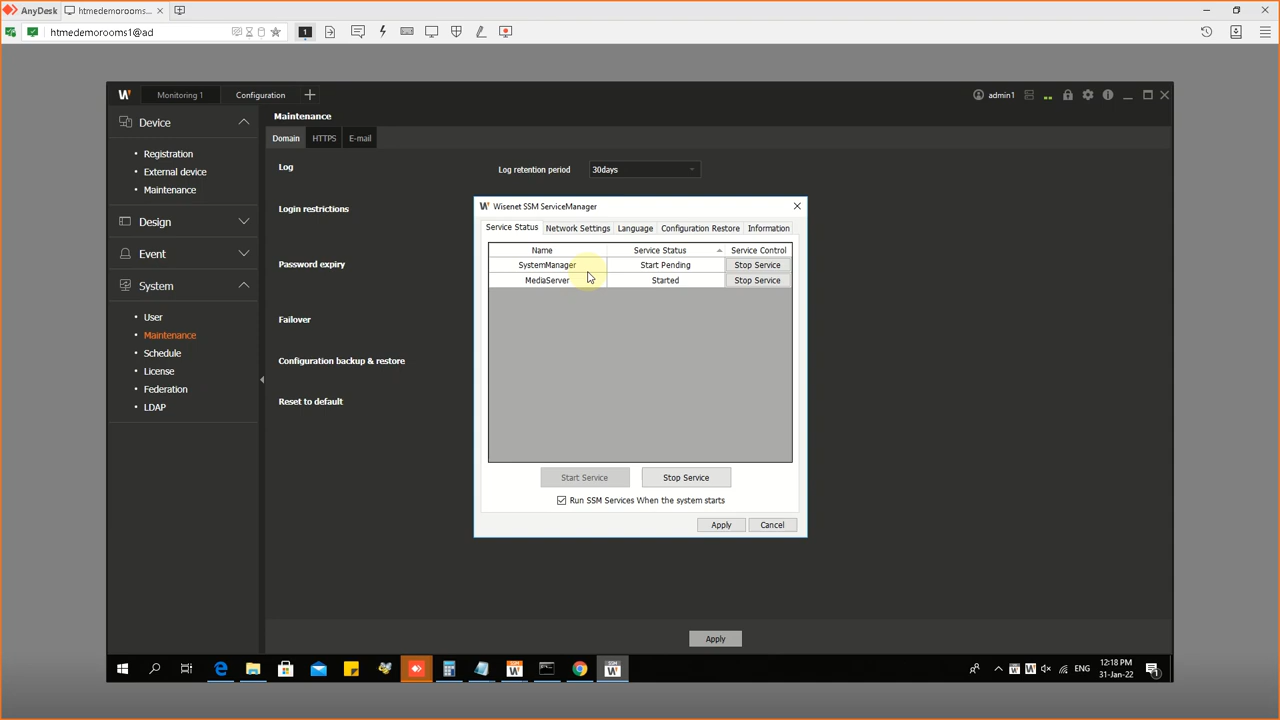 AnyDesk
htmedemorooms...
htmedemorooms1@ad
1
Monitoring 1
Configuration
admin1
Device
Registration
External device
Maintenance
Design
Event
System
User
Maintenance
Schedule
License
Federation
LDAP
Maintenance
Domain
HTTPS
E-mail
Log
Log retention period
30days
Login restrictions
Password expiry
Failover
Configuration backup & restore
Reset to default
Wisenet SSM ServiceManager
Service Status
Network Settings
Language
Configuration Restore
Information
Name
Service Status
Service Control
SystemManager
Start Pending
Stop Service
MediaServer
Started
Stop Service
Start Service
Stop Service
Run SSM Services When the system starts
Apply
Cancel
Apply
ENG
12:18 PM
31-Jan-22
1